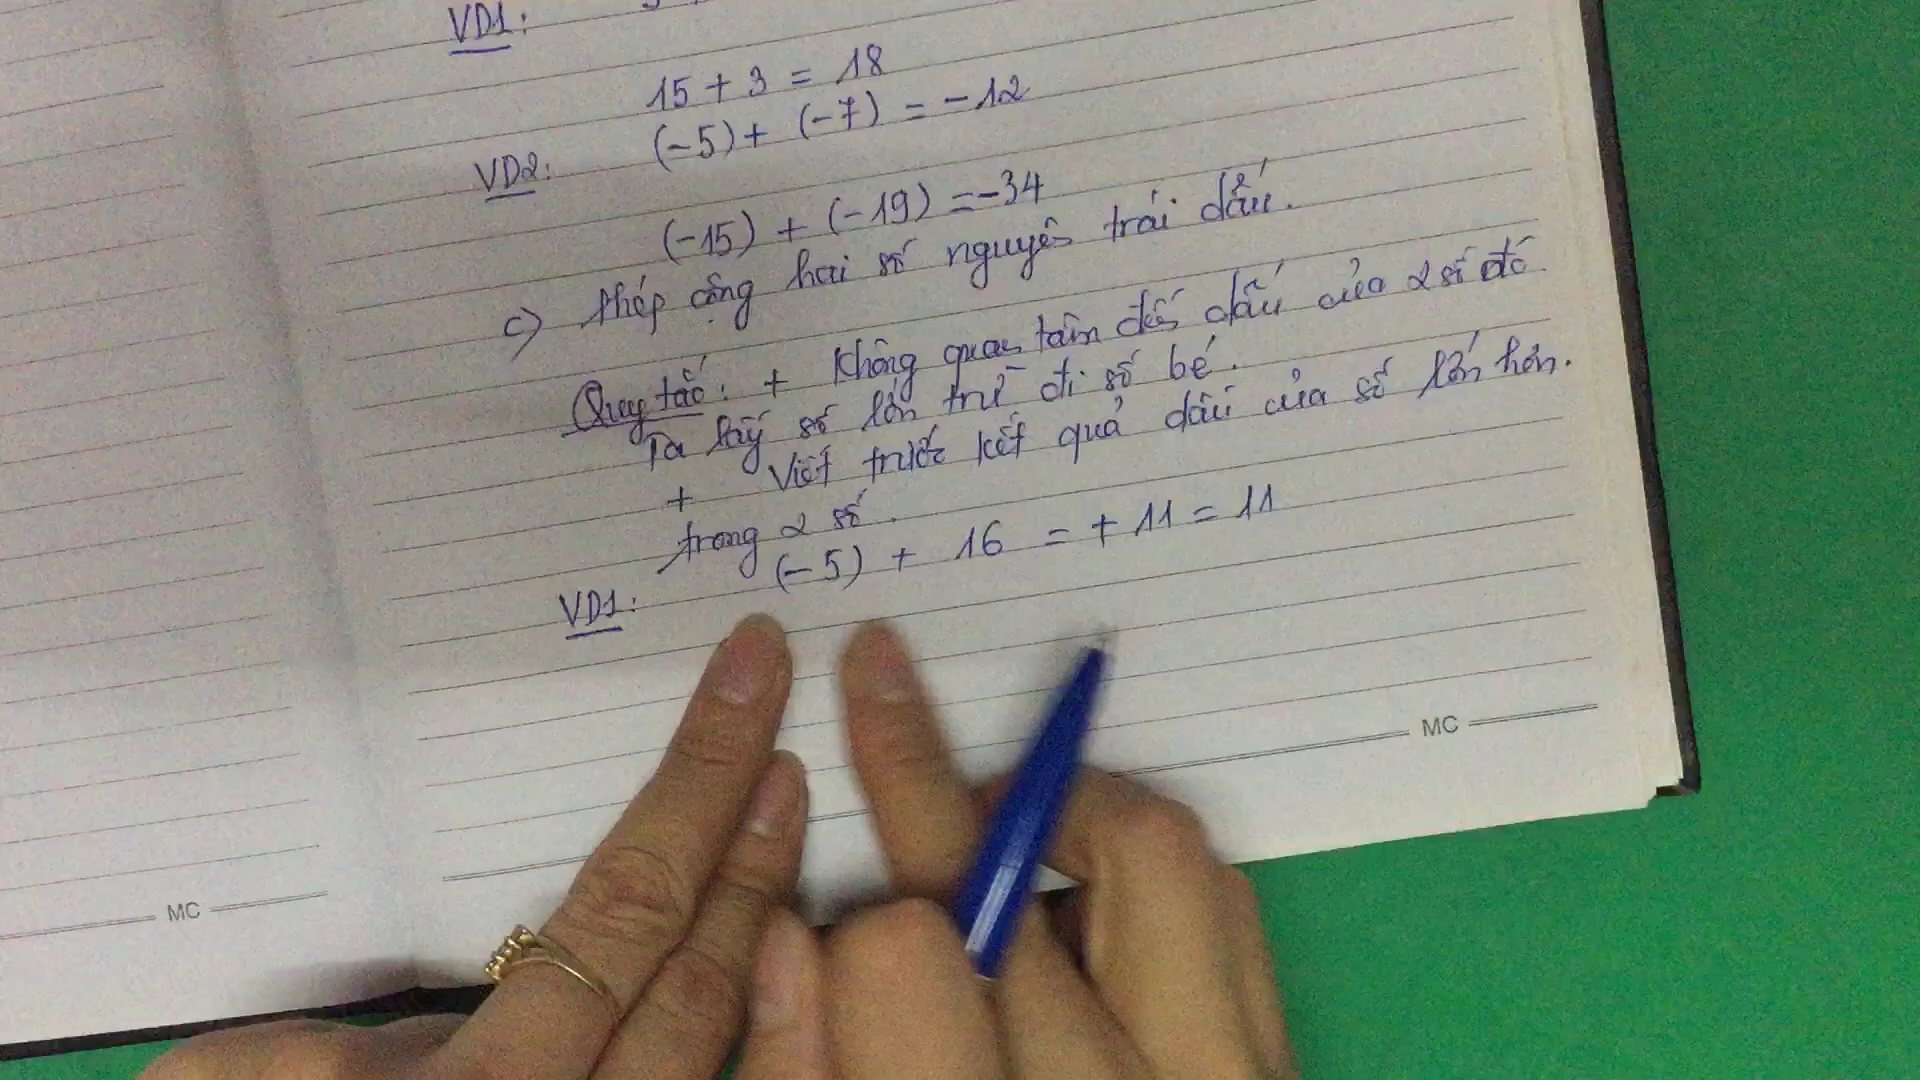 VD1:
15 + 3 = 18
VD2: (-5) + (-7) = -12
(-15) + (-19) = -34
c) Phép cộng hai số nguyên trái dấu.
Quy tắc: + Không quan tâm đến dấu của 2 số đó
Ta lấy số lớn trừ đi số bé.
+ Viết trước kết quả dấu của số lớn hơn.
trong 2 số.
VD1: (-5) + 16 = + 11 = 11
MC
MC